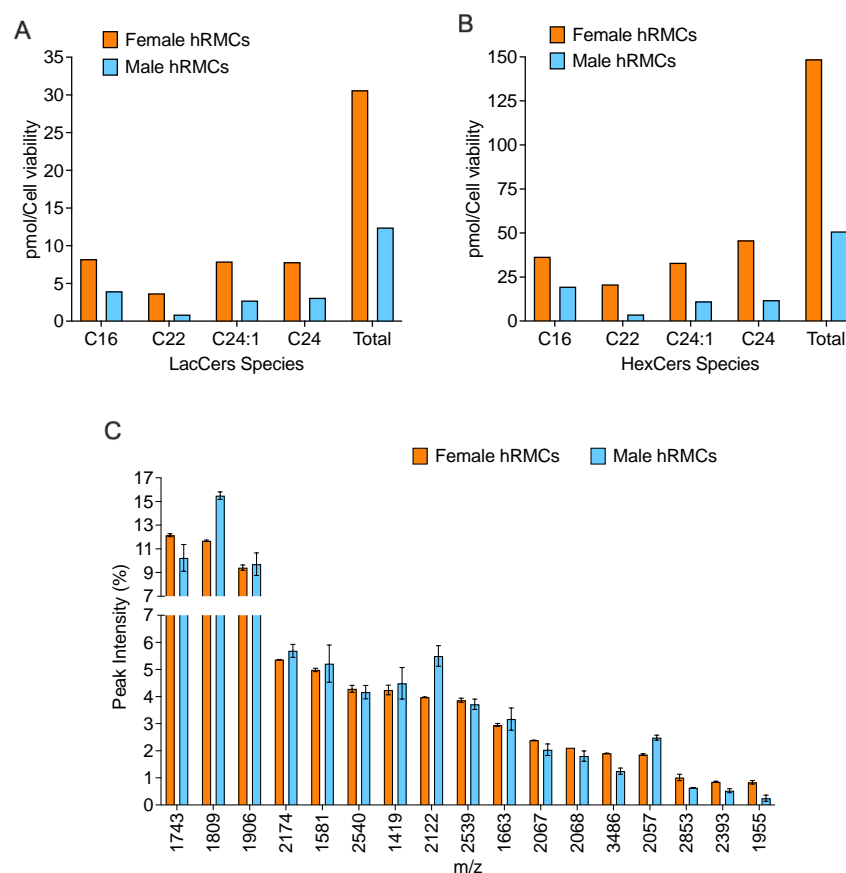 A
Female hRMCs
Male hRMCs
35
30
25
20
15
10
5
0
pmol/Cell viability
C16 C22 C24:1 C24 Total
LacCers Species
B
Female hRMCs
Male hRMCs
150
125
100
75
50
25
0
pmol/Cell viability
C16 C22 C24:1 C24 Total
HexCers Species
C
Female hRMCs
Male hRMCs
17
15
13
11
9
7
7
6
5
4
3
2
1
0
Peak Intensity (%)
1743 1809 1906 2174 1581 2540 1419 2122 2539 1663 2067 2068 3486 2057 2853 2393 1955
m/z